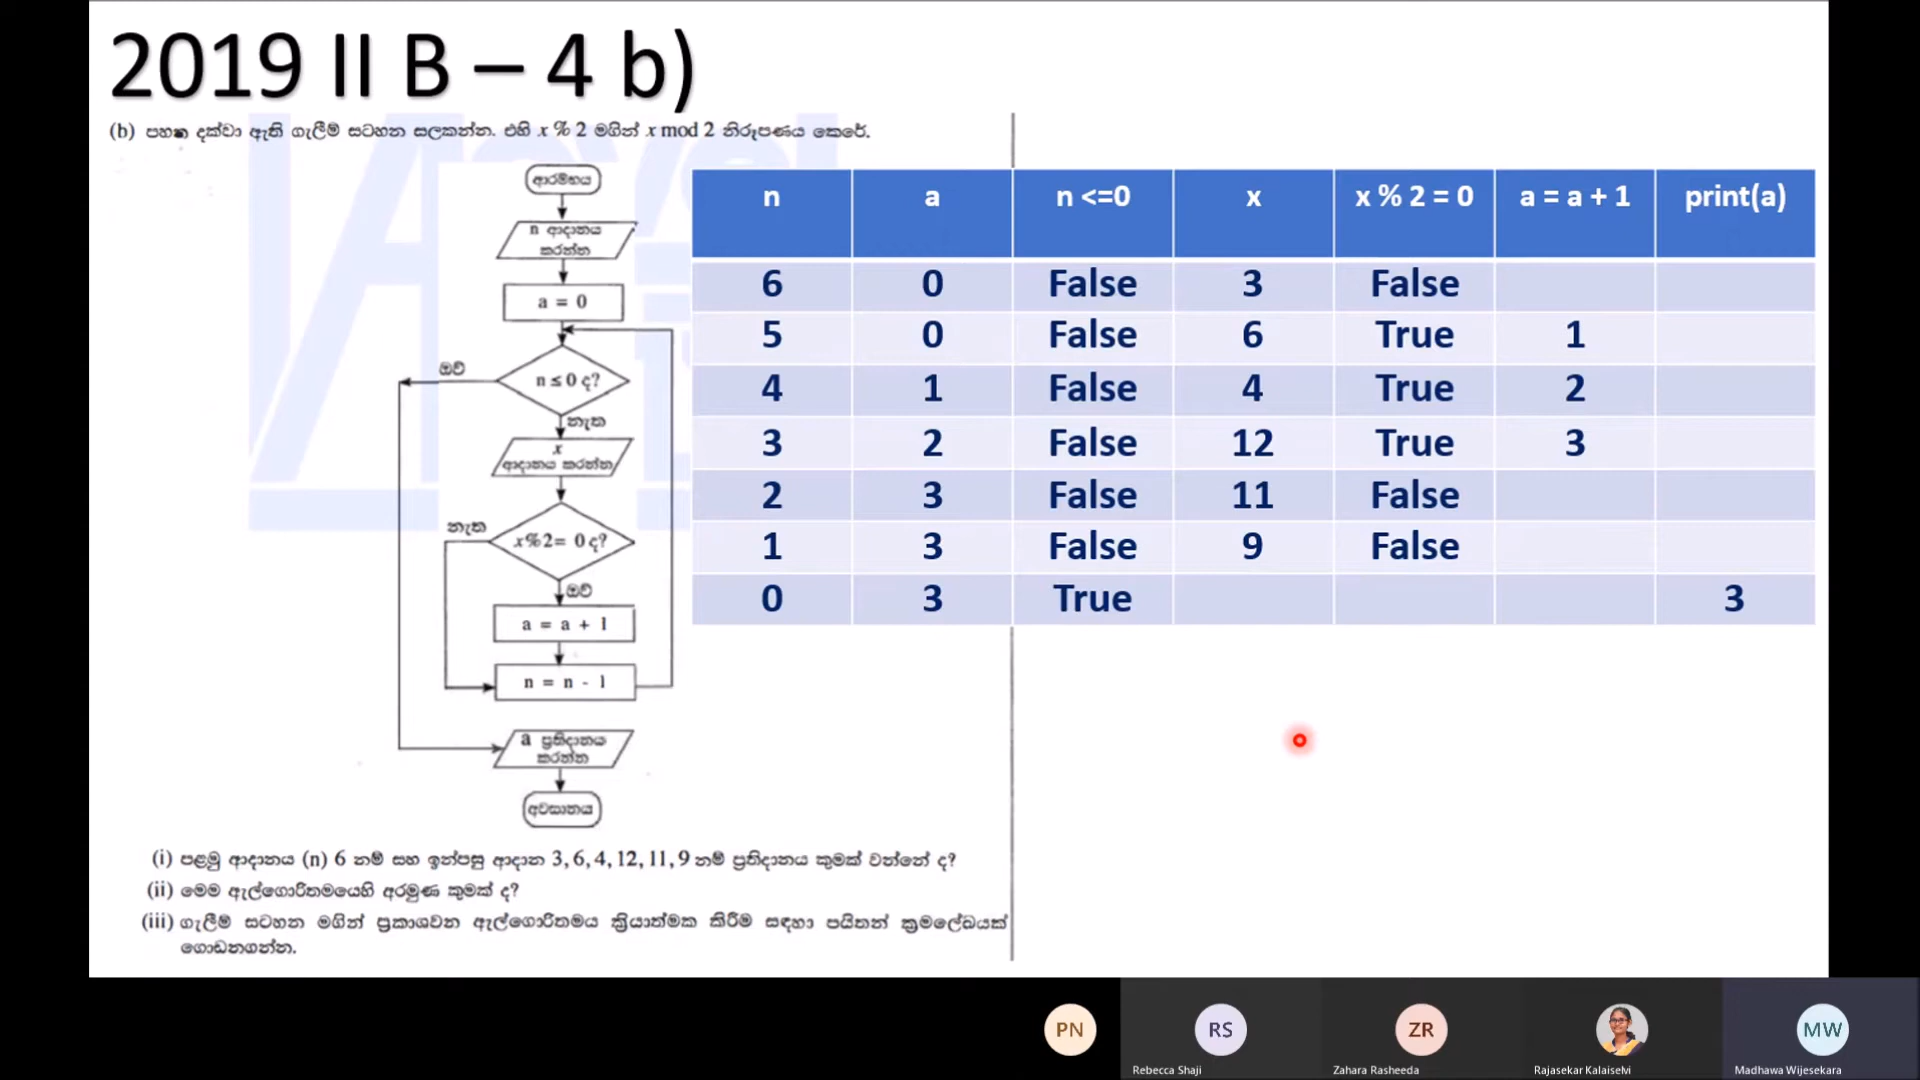 2019 II B – 4 b)
(b) පහත දක්වා ඇති ගැලීම් සටහන සලකන්න. එහි x % 2 මගින් x mod 2 නිරූපණය කෙරේ.
ආරම්භය
n ආදානය
කරන්න
a = 0
ඔව්
n ≤ 0 ද?
නැත
x
ආදානය කරන්න
නැත
x%2= 0 ද?
ඔව්
a = a + 1
n = n - 1
a ප්‍රතිදානය
කරන්න
අවසානය
n a n <=0 x x % 2 = 0 a = a + 1 print(a)
6 0 False 3 False
5 0 False 6 True 1
4 1 False 4 True 2
3 2 False 12 True 3
2 3 False 11 False
1 3 False 9 False
0 3 True 3
(i) පළමු ආදානය (n) 6 නම් සහ ඉන්පසු ආදාන 3, 6, 4, 12, 11, 9 නම් ප්‍රතිදානය කුමක් වන්නේ ද?
(ii) මෙම ඇල්ගොරිතමයෙහි අරමුණ කුමක් ද?
(iii) ගැලීම් සටහන මගින් ප්‍රකාශවන ඇල්ගොරිතමය ක්‍රියාත්මක කිරීම සඳහා පයිතන් ක්‍රමලේඛයක්
ගොඩනගන්න.
PN
RS
ZR
MW
Rebecca Shaji
Zahara Rasheeda
Rajasekar Kalaiselvi
Madhawa Wijesekara